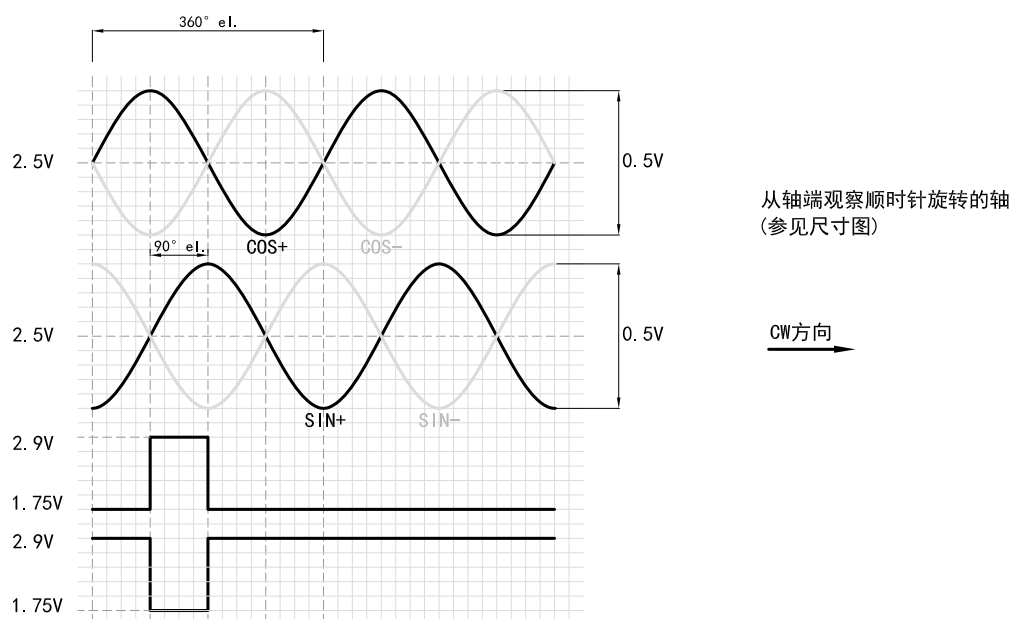 360° el.
2.5V
0.5V
从轴端观察顺时针旋转的轴
(参见尺寸图)
90° el.
COS+
COS-
2.5V
0.5V
CW方向
SIN+
SIN-
2.9V
1.75V
2.9V
1.75V